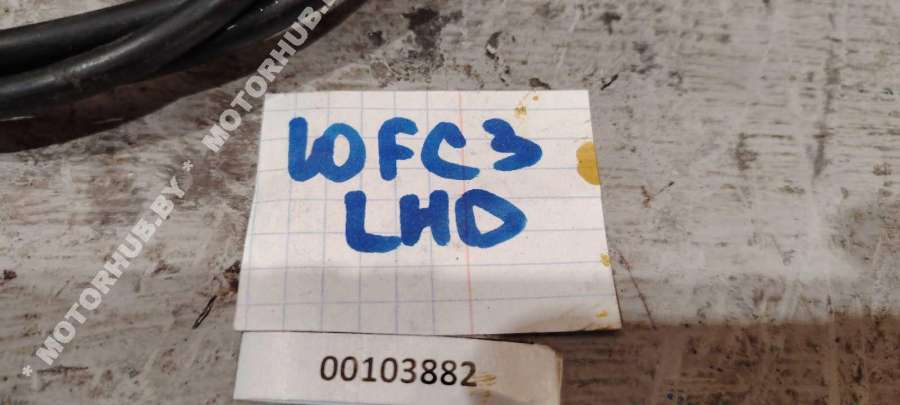 * MOTORHUB.BY * MOTORHUB.BY
10FC3
LHD
00103882